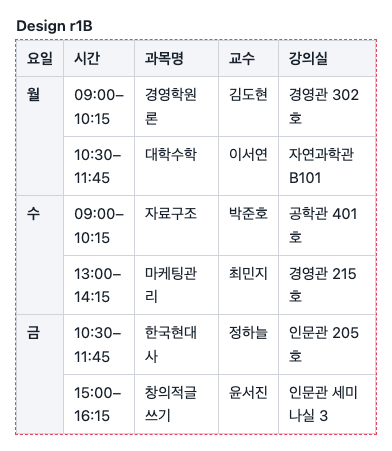 Design r1B
요일 시간 과목명 교수 강의실
월 09:00– 경영학원 김도현 경영관 302
10:15 론 호
10:30– 대학수학 이서연 자연과학관
11:45 B101
수 09:00– 자료구조 박준호 공학관 401
10:15 호
13:00– 마케팅관 최민지 경영관 215
14:15 리 호
금 10:30– 한국현대 정하늘 인문관 205
11:45 사 호
15:00– 창의적글 윤서진 인문관 세미
16:15 쓰기 나실 3